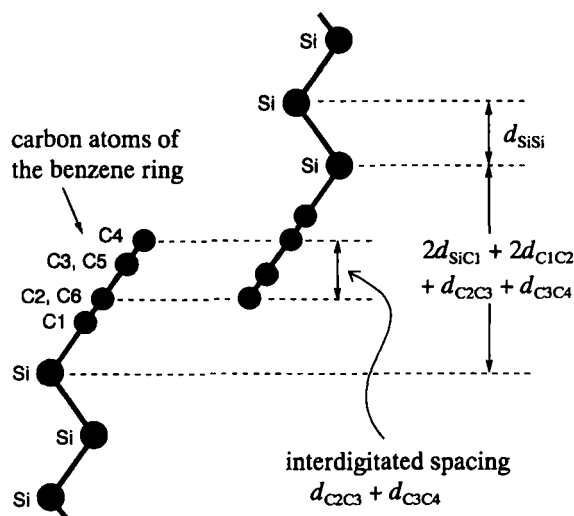 Si
Si
d_SiSi
Si
carbon atoms of
the benzene ring
C4
C3, C5
C2, C6
C1
2d_SiC1 + 2d_C1C2
+ d_C2C3 + d_C3C4
Si
Si
Si
interdigitated spacing
d_C2C3 + d_C3C4